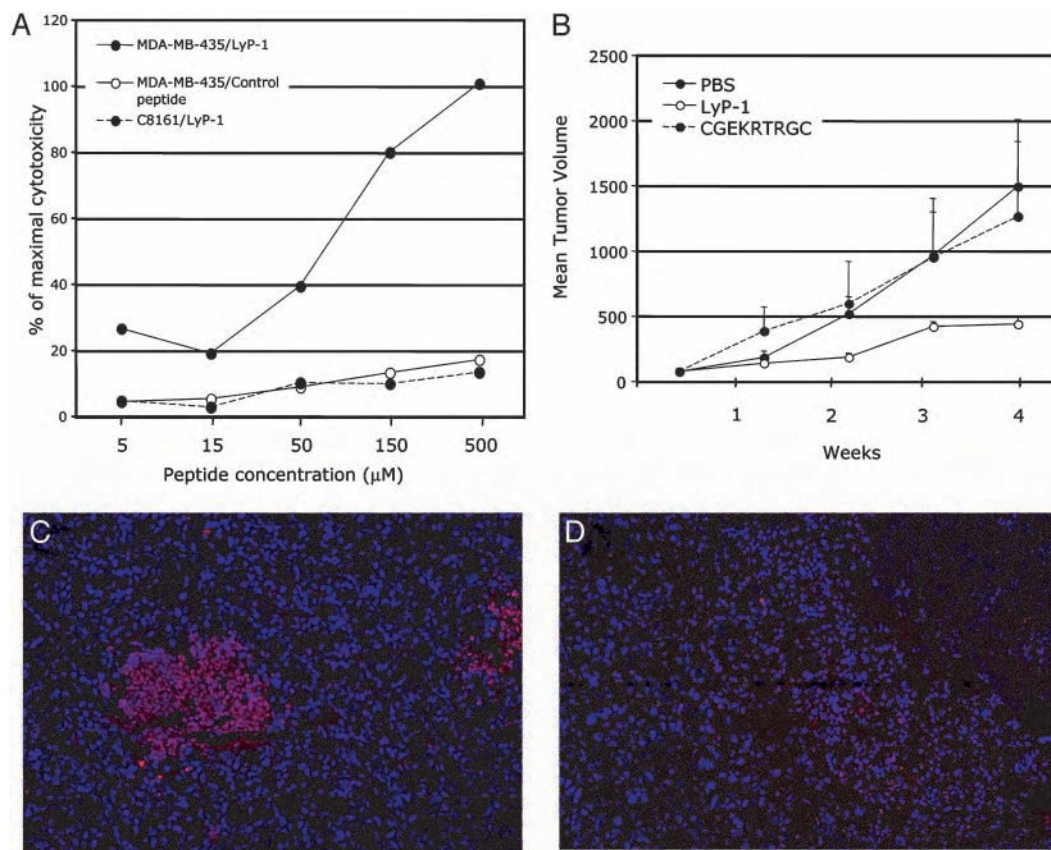 A
120
100
80
60
40
20
0
% of maximal cytotoxicity
MDA-MB-435/LyP-1
MDA-MB-435/Control
peptide
C8161/LyP-1
5 15 50 150 500
Peptide concentration (μM)
B
2500
2000
1500
1000
500
0
Mean Tumor Volume
PBS
LyP-1
CGEKRTRGC
1 2 3 4
Weeks
C
D